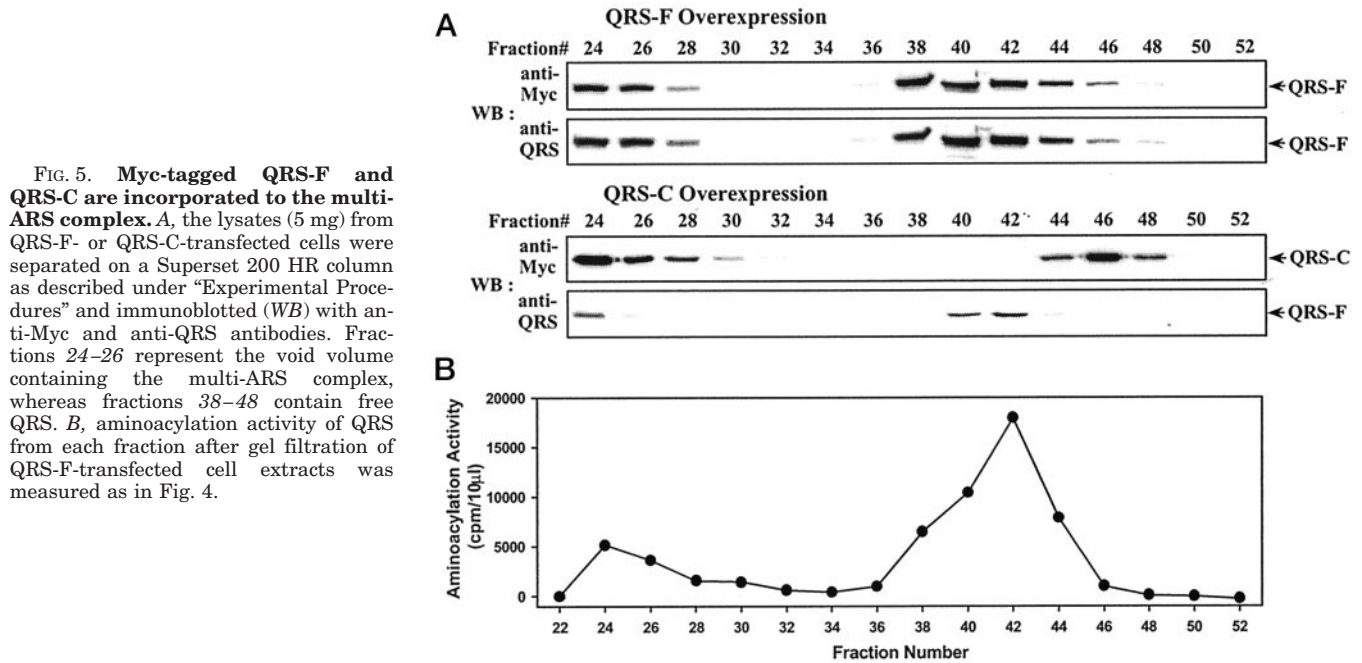 FIG. 5. Myc-tagged QRS-F and
QRS-C are incorporated to the multi-
ARS complex. A, the lysates (5 mg) from
QRS-F- or QRS-C-transfected cells were
separated on a Superset 200 HR column
as described under “Experimental Proce-
dures” and immunoblotted (WB) with an-
ti-Myc and anti-QRS antibodies. Frac-
tions 24–26 represent the void volume
containing the multi-ARS complex,
whereas fractions 38–48 contain free
QRS. B, aminoacylation activity of QRS
from each fraction after gel filtration of
QRS-F-transfected cell extracts was
measured as in Fig. 4.
A
QRS-F Overexpression
Fraction# 24 26 28 30 32 34 36 38 40 42 44 46 48 50 52
anti-
Myc
QRS-F
WB :
anti-
QRS
QRS-F
QRS-C Overexpression
Fraction# 24 26 28 30 32 34 36 38 40 42 44 46 48 50 52
anti-
Myc
QRS-C
WB :
anti-
QRS
QRS-F
B
Aminoacylation Activity
(cpm/10μl)
20000
15000
10000
5000
0
22 24 26 28 30 32 34 36 38 40 42 44 46 48 50 52
Fraction Number